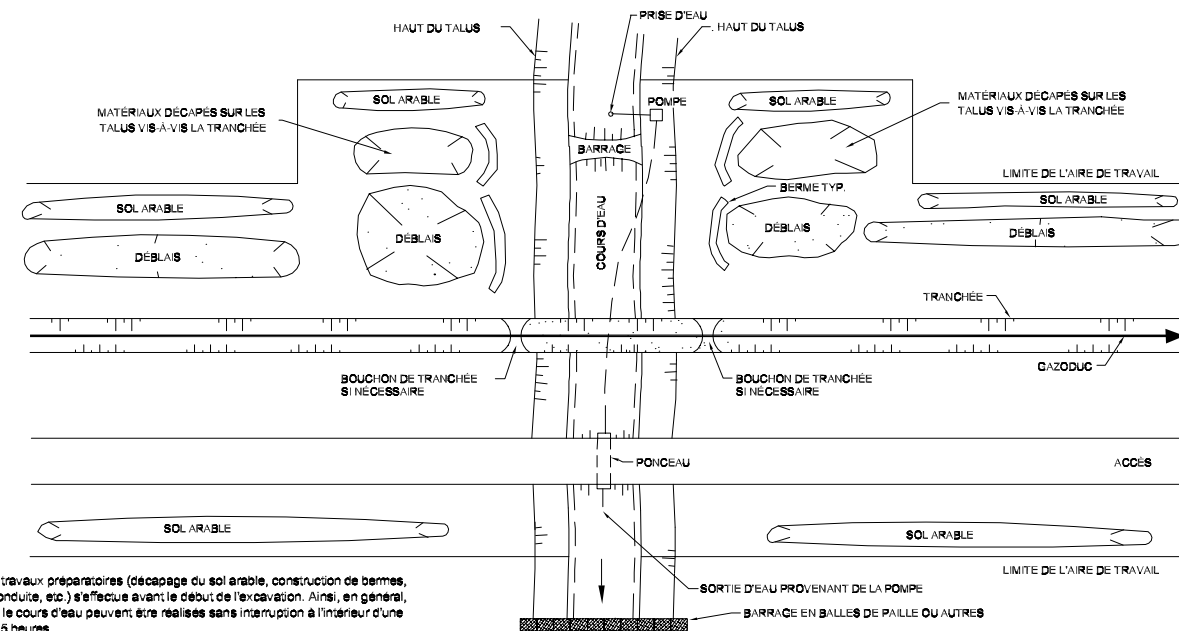 PRISE D'EAU
HAUT DU TALUS
HAUT DU TALUS
SOL ARABLE
POMPE
SOL ARABLE
MATÉRIAUX DÉCAPÉS SUR LES
TALUS VIS-À-VIS LA TRANCHÉE
MATÉRIAUX DÉCAPÉS SUR LES
TALUS VIS-À-VIS LA TRANCHÉE
BARRAGE
LIMITE DE L'AIRE DE TRAVAIL
BERME TYP.
SOL ARABLE
SOL ARABLE
COURS D'EAU
DÉBLAIS
DÉBLAIS
DÉBLAIS
DÉBLAIS
TRANCHÉE
GAZODUC
BOUCHON DE TRANCHÉE
SI NÉCESSAIRE
BOUCHON DE TRANCHÉE
SI NÉCESSAIRE
PONCEAU
ACCÈS
SOL ARABLE
SOL ARABLE
LIMITE DE L'AIRE DE TRAVAIL
travaux préparatoires (décapage du sol arable, construction de bermes,
onduite, etc.) s'effectue avant le début de l'excavation. Ainsi, en général,
le cours d'eau peuvent être réalisés sans interruption à l'intérieur d'une
5 heures.
SORTIE D'EAU PROVENANT DE LA POMPE
BARRAGE EN BALLES DE PAILLE OU AUTRES